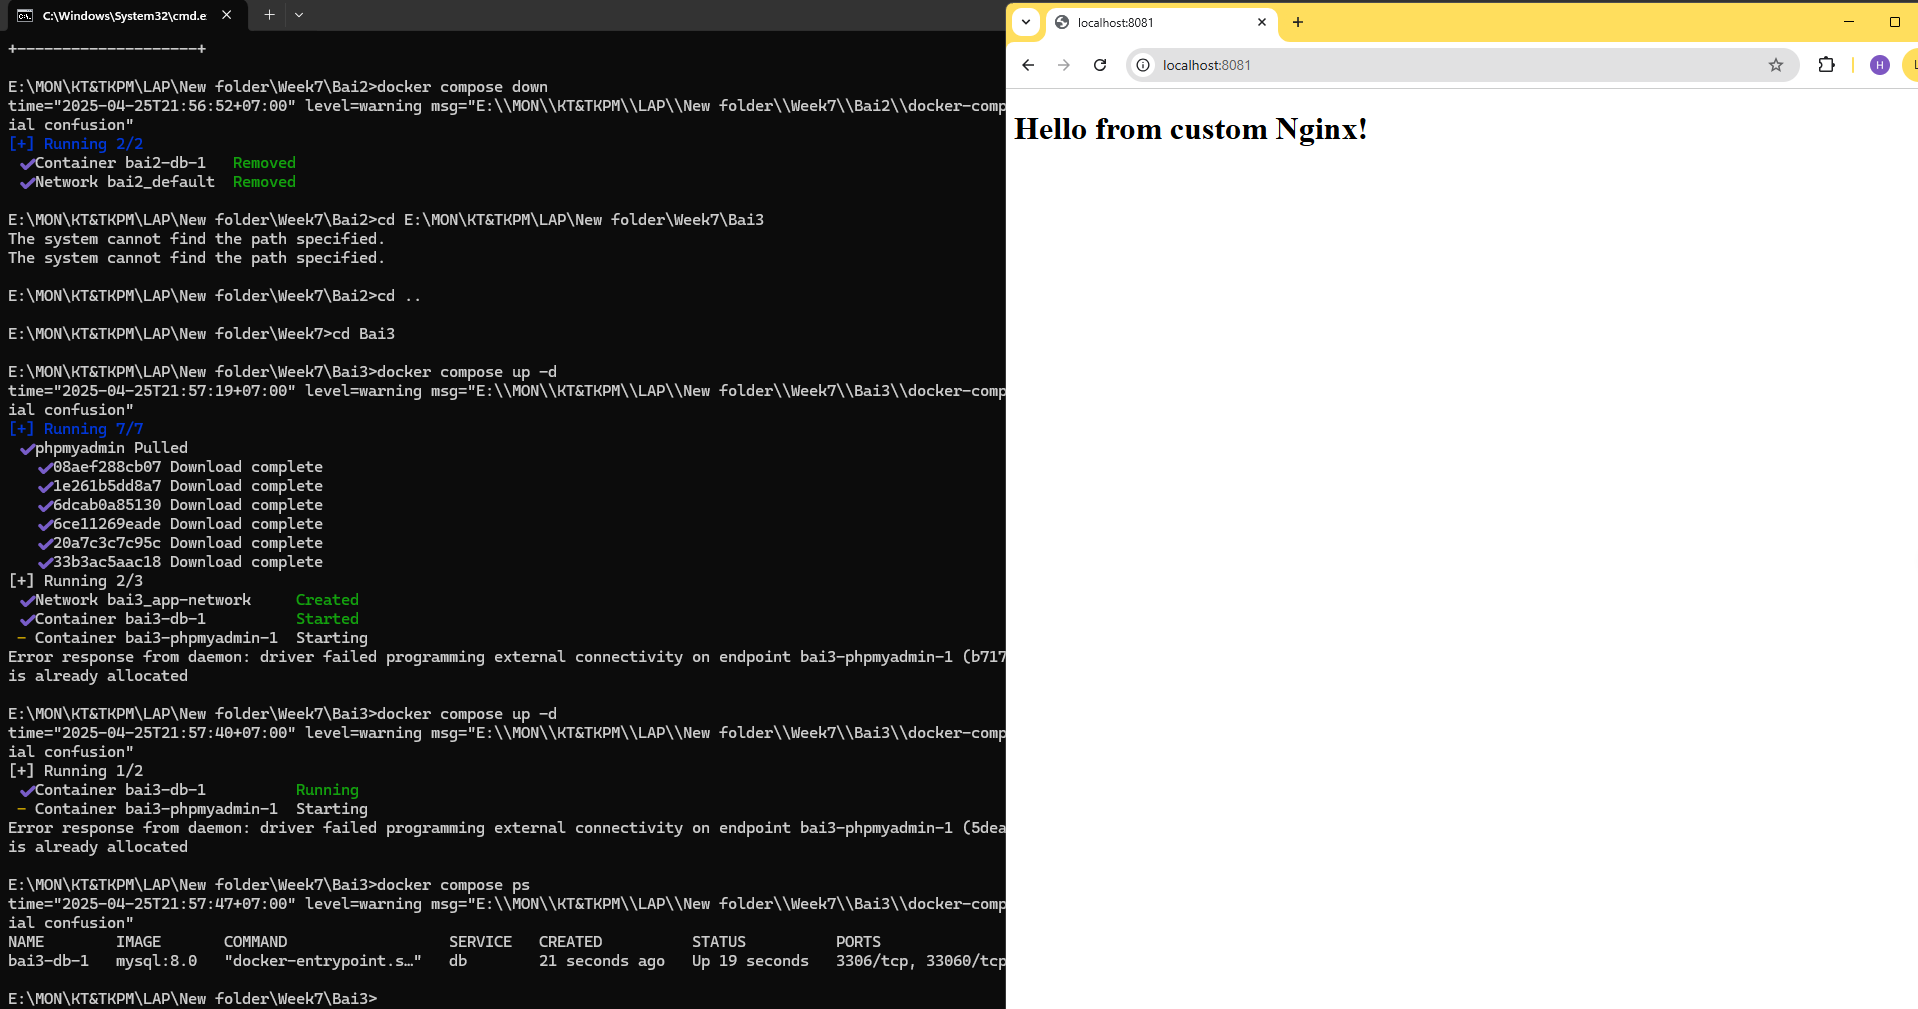 C:\Windows\System32\cmd.e
+--------------------+
E:\MON\KT&TKPM\LAP\New folder\Week7\Bai2>docker compose down
time="2025-04-25T21:56:52+07:00" level=warning msg="E:\\MON\\KT&TKPM\\LAP\\New folder\\Week7\\Bai2\\docker-comp
ial confusion"
[+] Running 2/2
✔Container bai2-db-1   Removed
✔Network bai2_default  Removed
E:\MON\KT&TKPM\LAP\New folder\Week7\Bai2>cd E:\MON\KT&TKPM\LAP\New folder\Week7\Bai3
The system cannot find the path specified.
The system cannot find the path specified.
E:\MON\KT&TKPM\LAP\New folder\Week7\Bai2>cd ..
E:\MON\KT&TKPM\LAP\New folder\Week7>cd Bai3
E:\MON\KT&TKPM\LAP\New folder\Week7\Bai3>docker compose up -d
time="2025-04-25T21:57:19+07:00" level=warning msg="E:\\MON\\KT&TKPM\\LAP\\New folder\\Week7\\Bai3\\docker-comp
ial confusion"
[+] Running 7/7
✔phpmyadmin Pulled
✔08aef288cb07 Download complete
✔1e261b5dd8a7 Download complete
✔6dcab0a85130 Download complete
✔6ce11269eade Download complete
✔20a7c3c7c95c Download complete
✔33b3ac5aac18 Download complete
[+] Running 2/3
✔Network bai3_app-network     Created
✔Container bai3-db-1          Started
- Container bai3-phpmyadmin-1  Starting
Error response from daemon: driver failed programming external connectivity on endpoint bai3-phpmyadmin-1 (b717
is already allocated
E:\MON\KT&TKPM\LAP\New folder\Week7\Bai3>docker compose up -d
time="2025-04-25T21:57:40+07:00" level=warning msg="E:\\MON\\KT&TKPM\\LAP\\New folder\\Week7\\Bai3\\docker-comp
ial confusion"
[+] Running 1/2
✔Container bai3-db-1          Running
- Container bai3-phpmyadmin-1  Starting
Error response from daemon: driver failed programming external connectivity on endpoint bai3-phpmyadmin-1 (5dea
is already allocated
E:\MON\KT&TKPM\LAP\New folder\Week7\Bai3>docker compose ps
time="2025-04-25T21:57:47+07:00" level=warning msg="E:\\MON\\KT&TKPM\\LAP\\New folder\\Week7\\Bai3\\docker-comp
ial confusion"
NAME        IMAGE       COMMAND                  SERVICE   CREATED          STATUS          PORTS
bai3-db-1   mysql:8.0   "docker-entrypoint.s…"   db        21 seconds ago   Up 19 seconds   3306/tcp, 33060/tcp
E:\MON\KT&TKPM\LAP\New folder\Week7\Bai3>
localhost:8081
localhost:8081
H
Hello from custom Nginx!